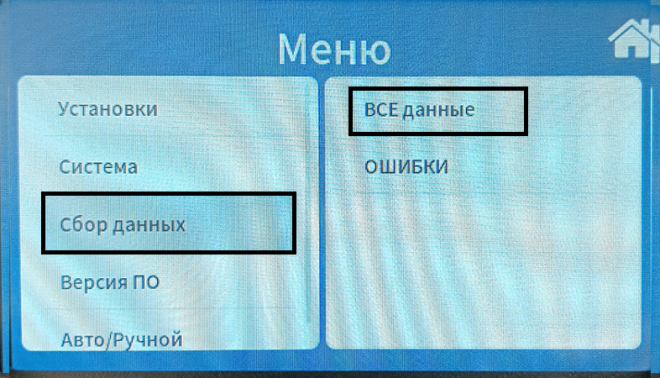 Меню
Установки
Система
Сбор данных
Версия ПО
Авто/Ручной
ВСЕ данные
ОШИБКИ